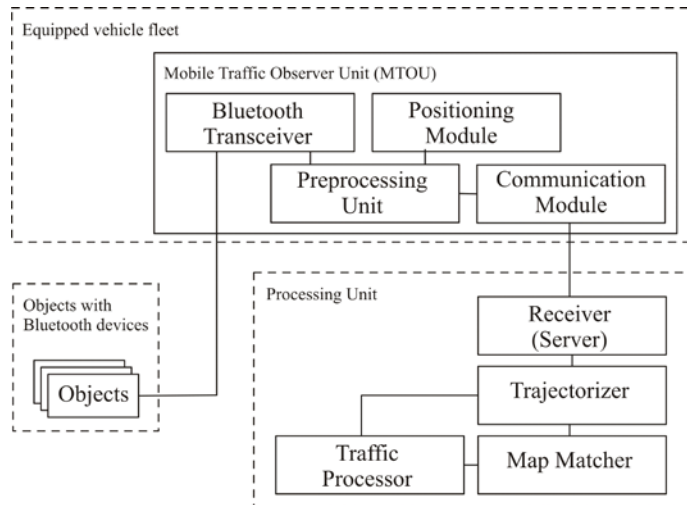 Equipped vehicle fleet
Mobile Traffic Observer Unit (MTOU)
Bluetooth
Transceiver
Positioning
Module
Preprocessing
Unit
Communication
Module
Objects with
Bluetooth devices
Objects
Processing Unit
Receiver
(Server)
Trajectorizer
Traffic
Processor
Map Matcher